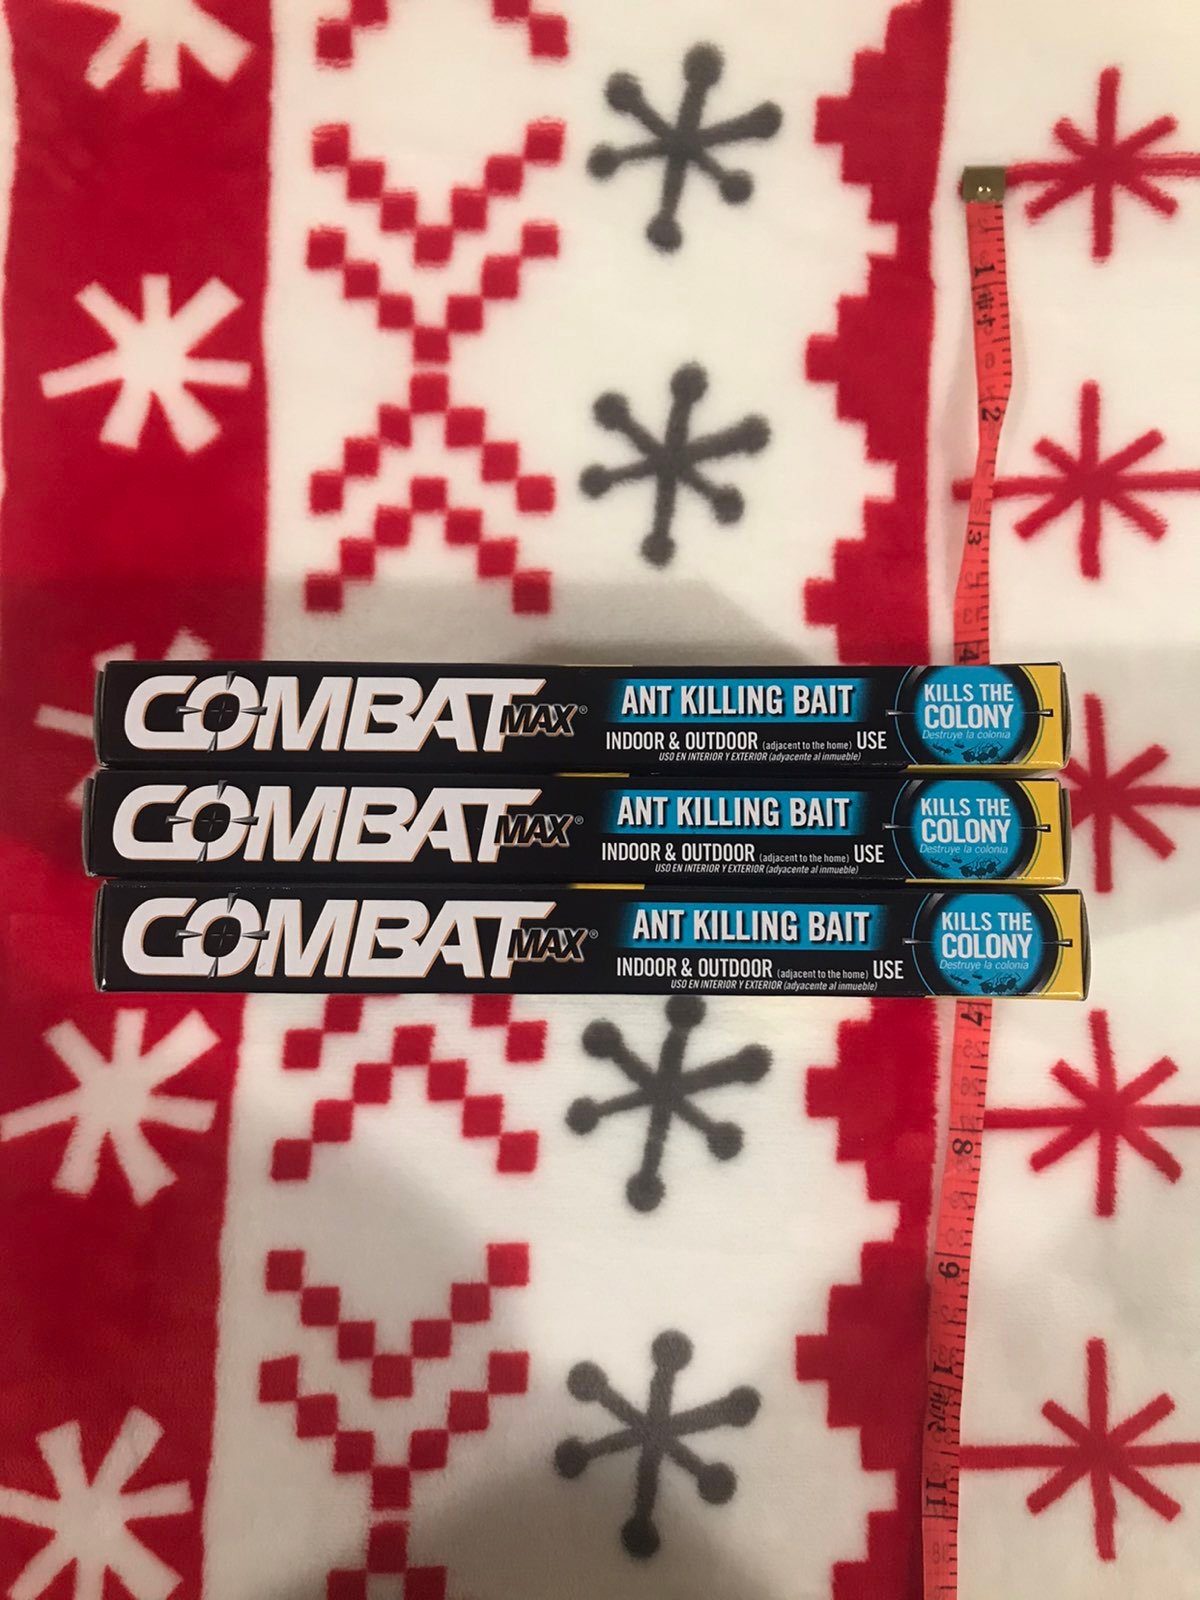 COMBAT MAX®
ANT KILLING BAIT
INDOOR & OUTDOOR (adjacent to the home) USE
USO EN INTERIOR Y EXTERIOR (adyacente al inmueble)
KILLS THE
COLONY
Destruye la colonia
COMBAT MAX®
ANT KILLING BAIT
INDOOR & OUTDOOR (adjacent to the home) USE
USO EN INTERIOR Y EXTERIOR (adyacente al inmueble)
KILLS THE
COLONY
Destruye la colonia
COMBAT MAX®
ANT KILLING BAIT
INDOOR & OUTDOOR (adjacent to the home) USE
USO EN INTERIOR Y EXTERIOR (adyacente al inmueble)
KILLS THE
COLONY
Destruye la colonia
1
2
3
4
7
8
9
11